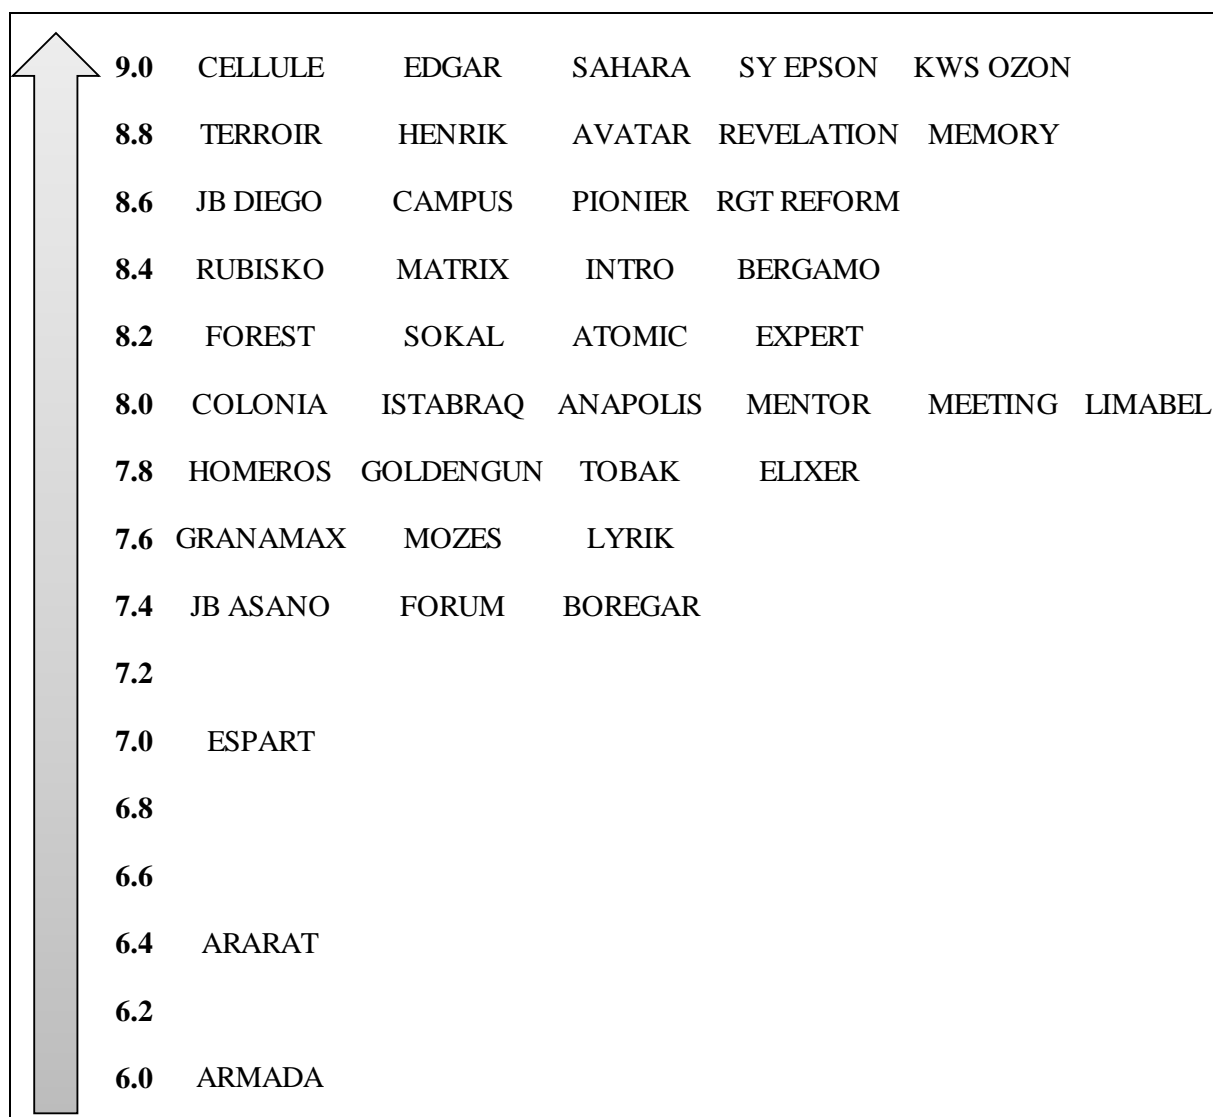 9.0 CELLULE EDGAR SAHARA SY EPSON KWS OZON
8.8 TERROIR HENRIK AVATAR REVELATION MEMORY
8.6 JB DIEGO CAMPUS PIONIER RGT REFORM
8.4 RUBISKO MATRIX INTRO BERGAMO
8.2 FOREST SOKAL ATOMIC EXPERT
8.0 COLONIA ISTABRAQ ANAPOLIS MENTOR MEETING LIMABEL
7.8 HOMEROS GOLDENGUN TOBAK ELIXER
7.6 GRANAMAX MOZES LYRIK
7.4 JB ASANO FORUM BOREGAR
7.2
7.0 ESPART
6.8
6.6
6.4 ARARAT
6.2
6.0 ARMADA